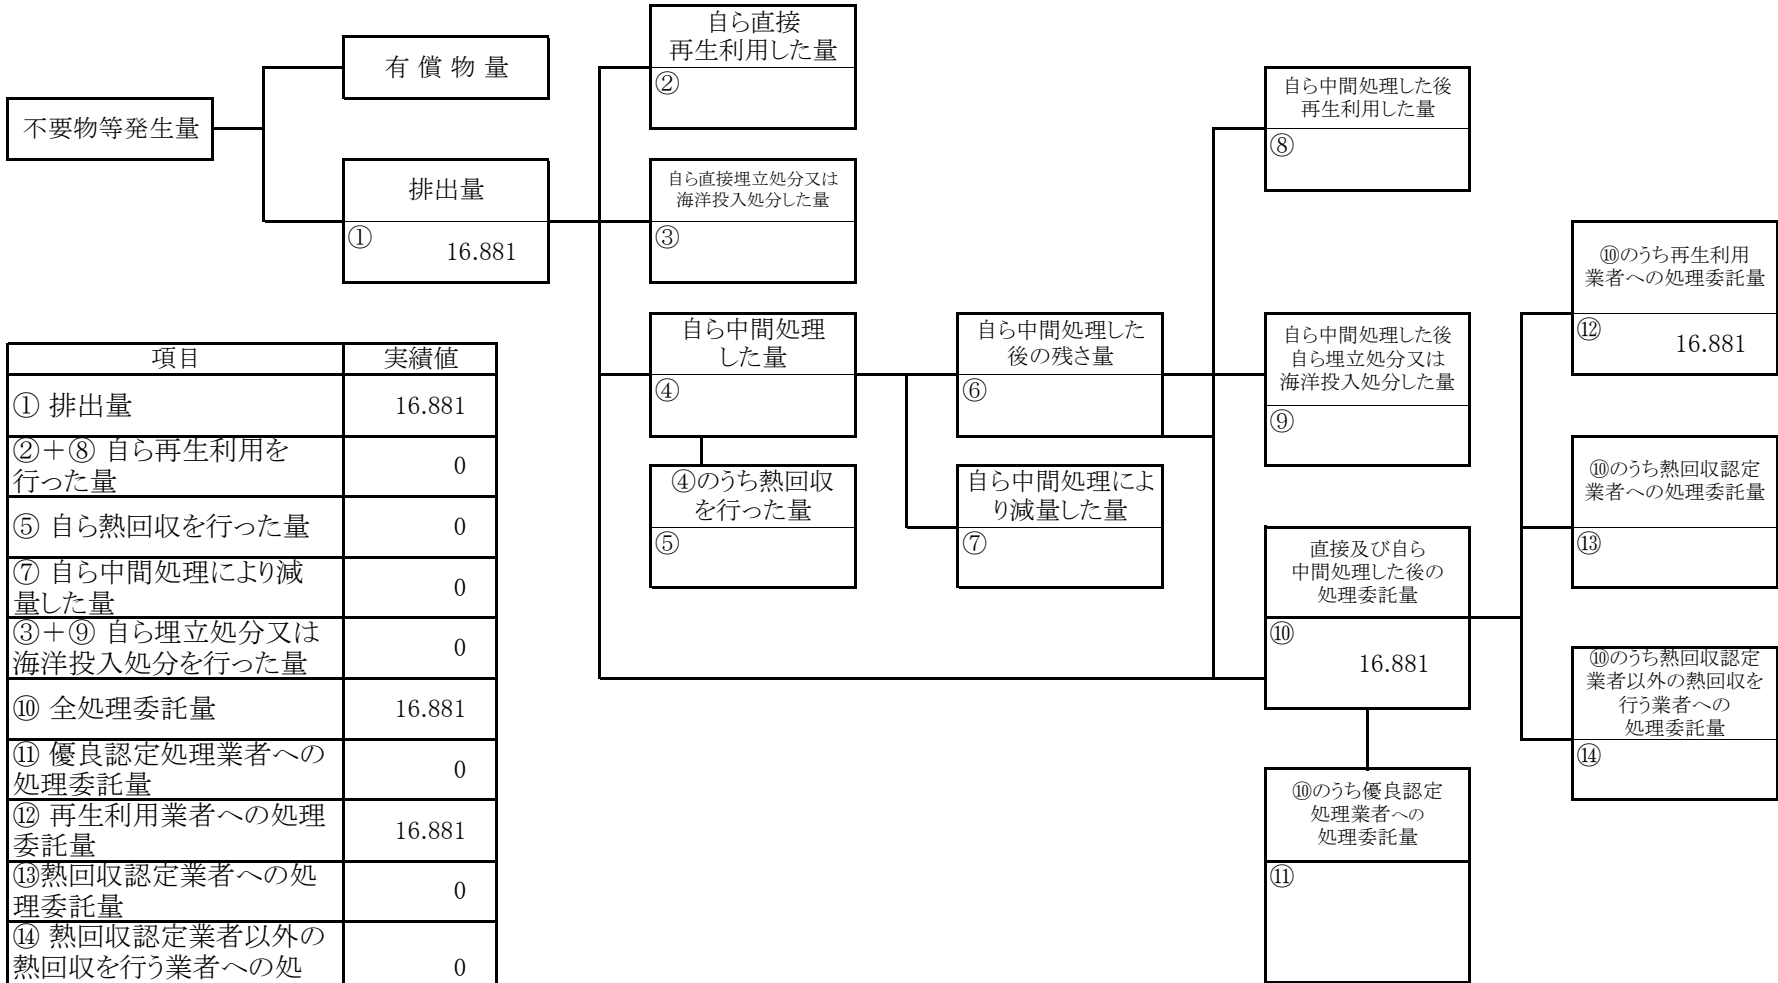 不要物等発生量
有 償 物 量
排出量
①
16.881
自ら直接
再生利用した量
②
自ら直接埋立処分又は
海洋投入処分した量
③
自ら中間処理
した量
④
④のうち熱回収
を行った量
⑤
自ら中間処理した
後の残さ量
⑥
自ら中間処理によ
り減量した量
⑦
自ら中間処理した後
再生利用した量
⑧
自ら中間処理した後
自ら埋立処分又は
海洋投入処分した量
⑨
直接及び自ら
中間処理した後の
処理委託量
⑩
16.881
⑩のうち優良認定
処理業者への
処理委託量
⑪
⑩のうち再生利用
業者への処理委託量
⑫
16.881
⑩のうち熱回収認定
業者への処理委託量
⑬
⑩のうち熱回収認定
業者以外の熱回収を
行う業者への
処理委託量
⑭
項目 実績値
① 排出量 16.881
②＋⑧ 自ら再生利用を
行った量 0
⑤ 自ら熱回収を行った量 0
⑦ 自ら中間処理により減
量した量 0
③＋⑨ 自ら埋立処分又は
海洋投入処分を行った量 0
⑩ 全処理委託量 16.881
⑪ 優良認定処理業者への
処理委託量 0
⑫ 再生利用業者への処理
委託量 16.881
⑬熱回収認定業者への処
理委託量 0
⑭ 熱回収認定業者以外の
熱回収を行う業者への処 0